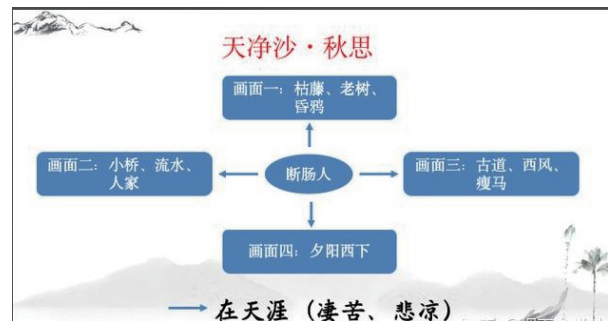 天净沙·秋思
画面一：枯藤、老树、
昏鸦
画面二：小桥、流水、
人家
断肠人
画面三：古道、西风、
瘦马
画面四：夕阳西下
在天涯（凄苦、悲凉）